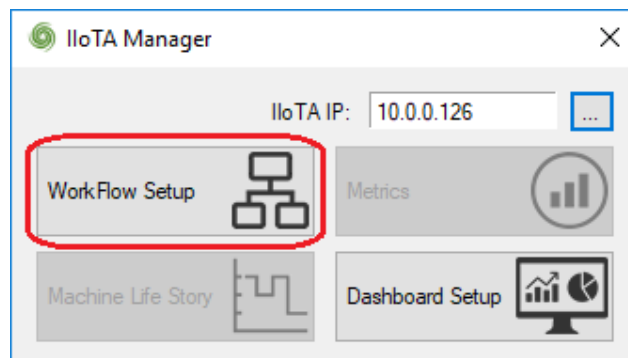 IIoTA Manager
IIoTA IP: 10.0.0.126 ...
WorkFlow Setup
Metrics
Machine Life Story
Dashboard Setup